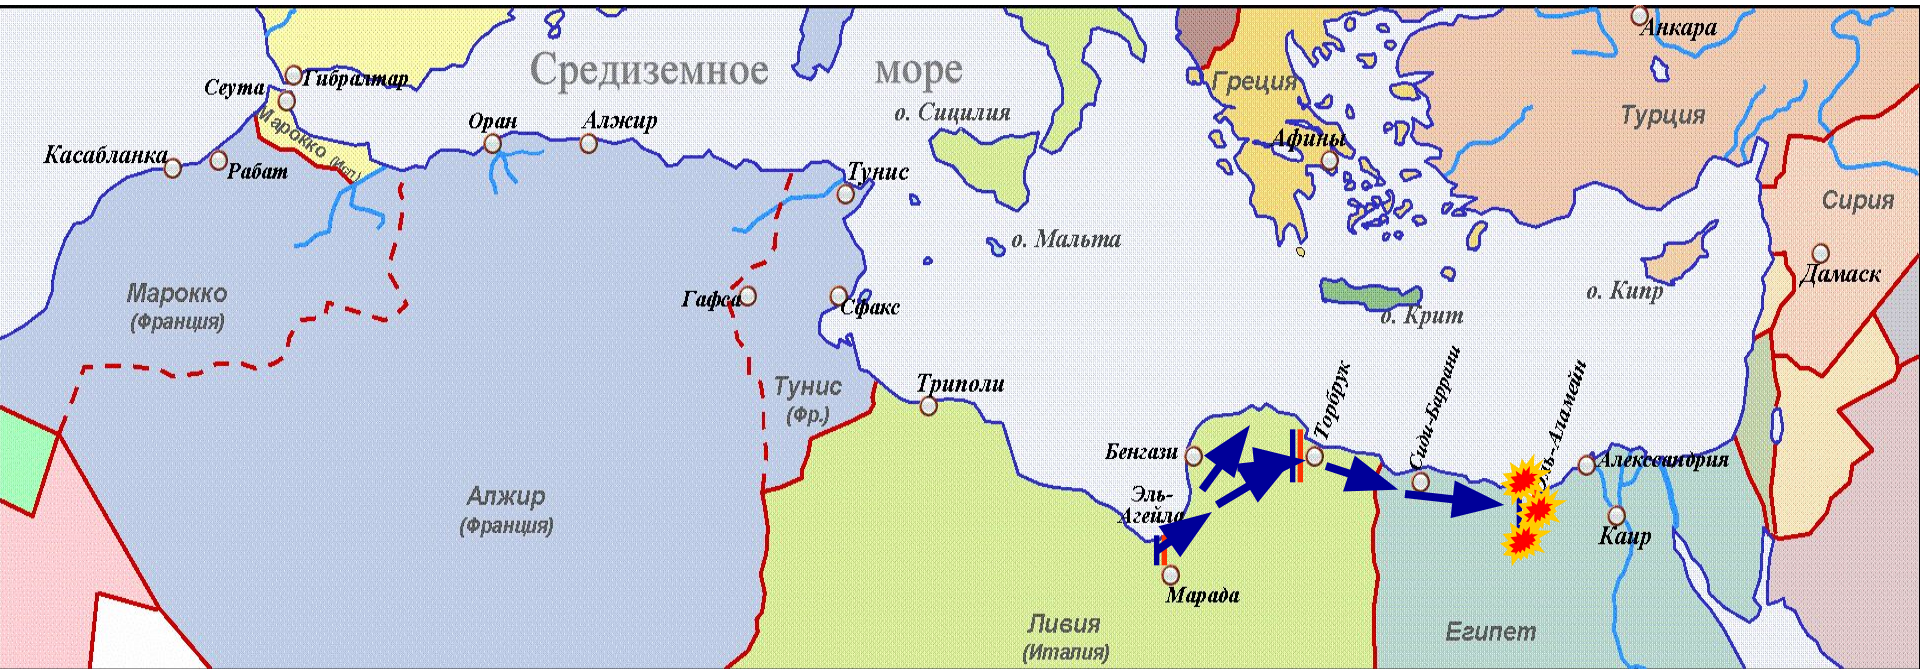 Анкара
Гибралтар
Средиземное море
Греция
Сеута
о. Сицилия
Турция
Марокко (Исп.)
Оран
Алжир
Афины
Касабланка
Рабат
Тунис
Сирия
о. Мальта
Дамаск
Марокко
(Франция)
Гафса
Сфакс
о. Кипр
о. Крит
Тунис
(Фр.)
Триполи
Торбрук
Сиди-Баррани
Эль-Аламейн
Бенгази
Александрия
Эль-
Агейла
Алжир
(Франция)
Каир
Марада
Ливия
(Италия)
Египет